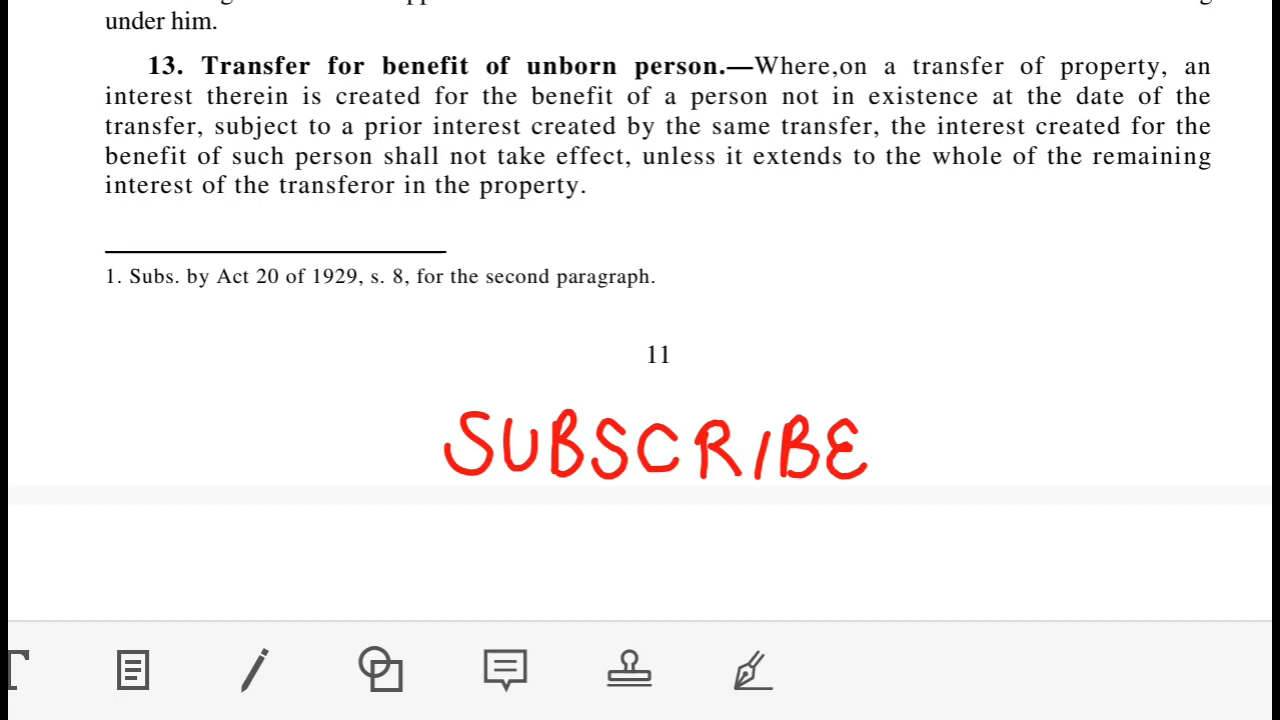 under him.
13. Transfer for benefit of unborn person.—Where,on a transfer of property, an
interest therein is created for the benefit of a person not in existence at the date of the
transfer, subject to a prior interest created by the same transfer, the interest created for the
benefit of such person shall not take effect, unless it extends to the whole of the remaining
interest of the transferor in the property.
1. Subs. by Act 20 of 1929, s. 8, for the second paragraph.
11
SUBSCRIBE
T